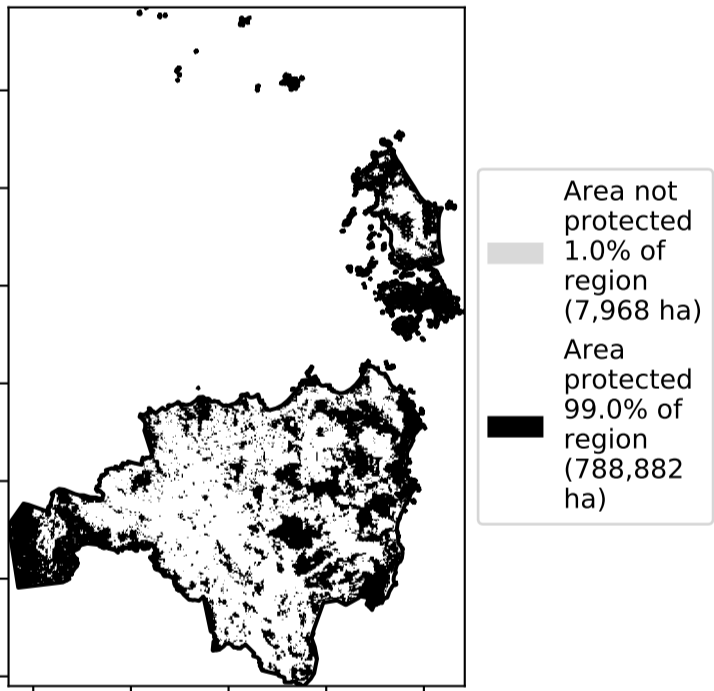 Area not
protected
1.0% of
region
(7,968 ha)
Area
protected
99.0% of
region
(788,882
ha)